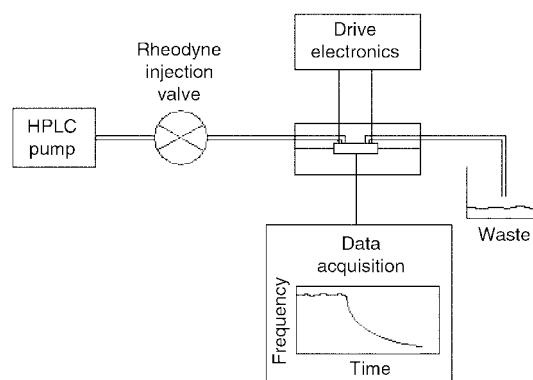 Rheodyne
injection
valve
Drive
electronics
HPLC
pump
Waste
Data
acquisition
Frequency
Time